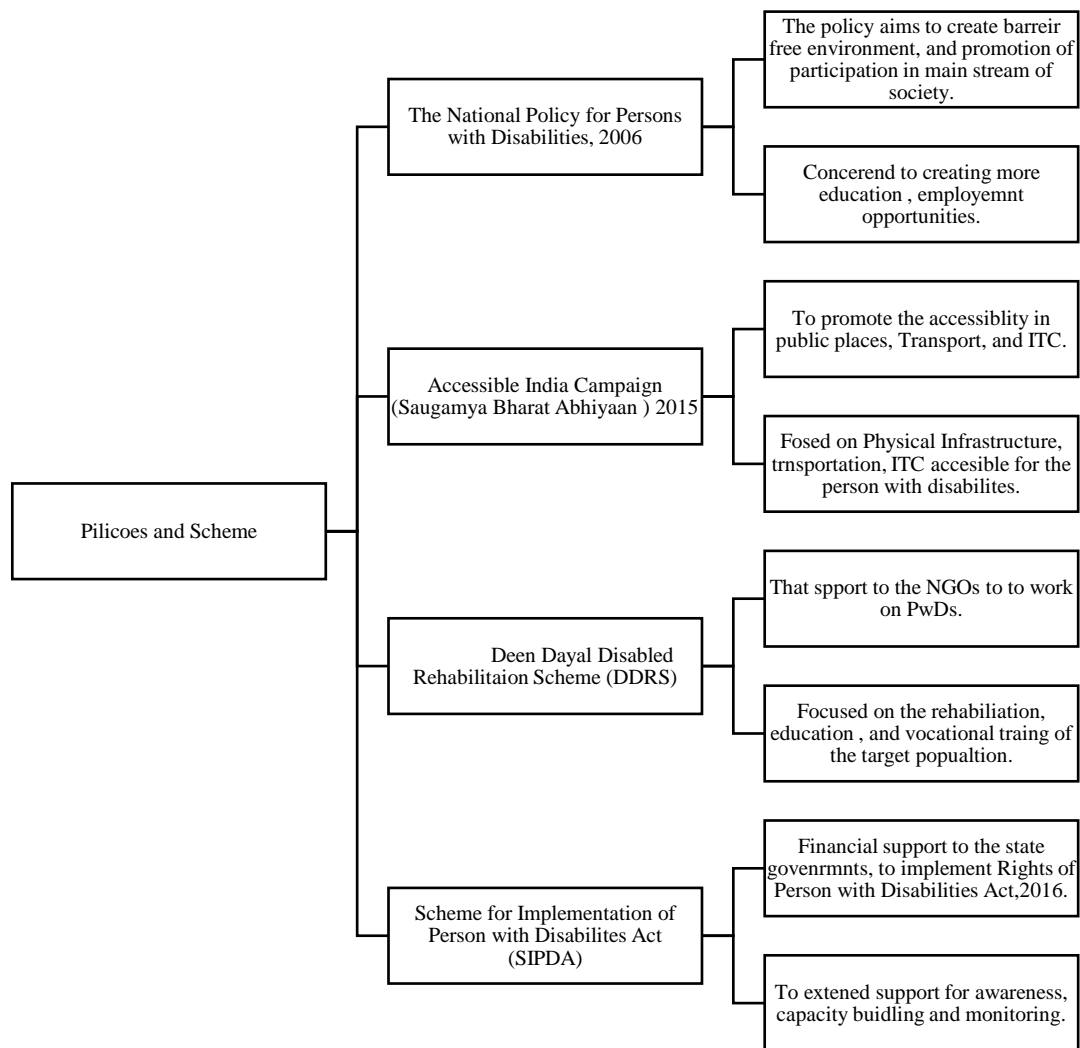 Pilicoes and Scheme
The National Policy for Persons
with Disabilities, 2006
The policy aims to create barreir
free environment, and promotion of
participation in main stream of
society.
Concerend to creating more
education , employemnt
opportunities.
Accessible India Campaign
(Saugamya Bharat Abhiyaan ) 2015
To promote the accessiblity in
public places, Transport, and ITC.
Fosed on Physical Infrastructure,
trnsportation, ITC accesible for the
person with disabilites.
Deen Dayal Disabled
Rehabilitaion Scheme (DDRS)
That spport to the NGOs to to work
on PwDs.
Focused on the rehabiliation,
education , and vocational traing of
the target popualtion.
Scheme for Implementation of
Person with Disabilites Act
(SIPDA)
Financial support to the state
govenrmnts, to implement Rights of
Person with Disabilities Act,2016.
To extened support for awareness,
capacity buidling and monitoring.